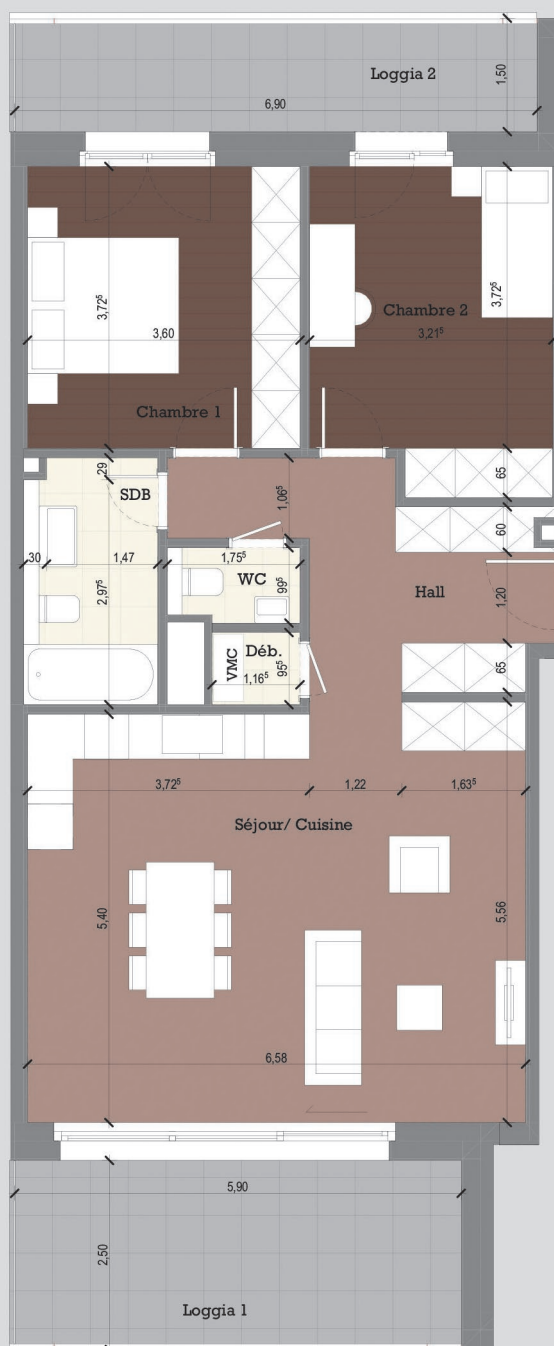 Loggia 2
1,50
6,90
3,72⁵
3,60
Chambre 1
Chambre 2
3,72⁵
3,21⁵
29
SDB
1,06⁵
65
60
30
1,47
2,97⁵
1,75⁵
WC
99⁵
Hall
1,20
VMC
Déb.
1,16⁵
95⁵
65
3,72⁵
1,22
1,63⁵
Séjour/ Cuisine
5,40
5,56
6,58
5,90
2,50
Loggia 1